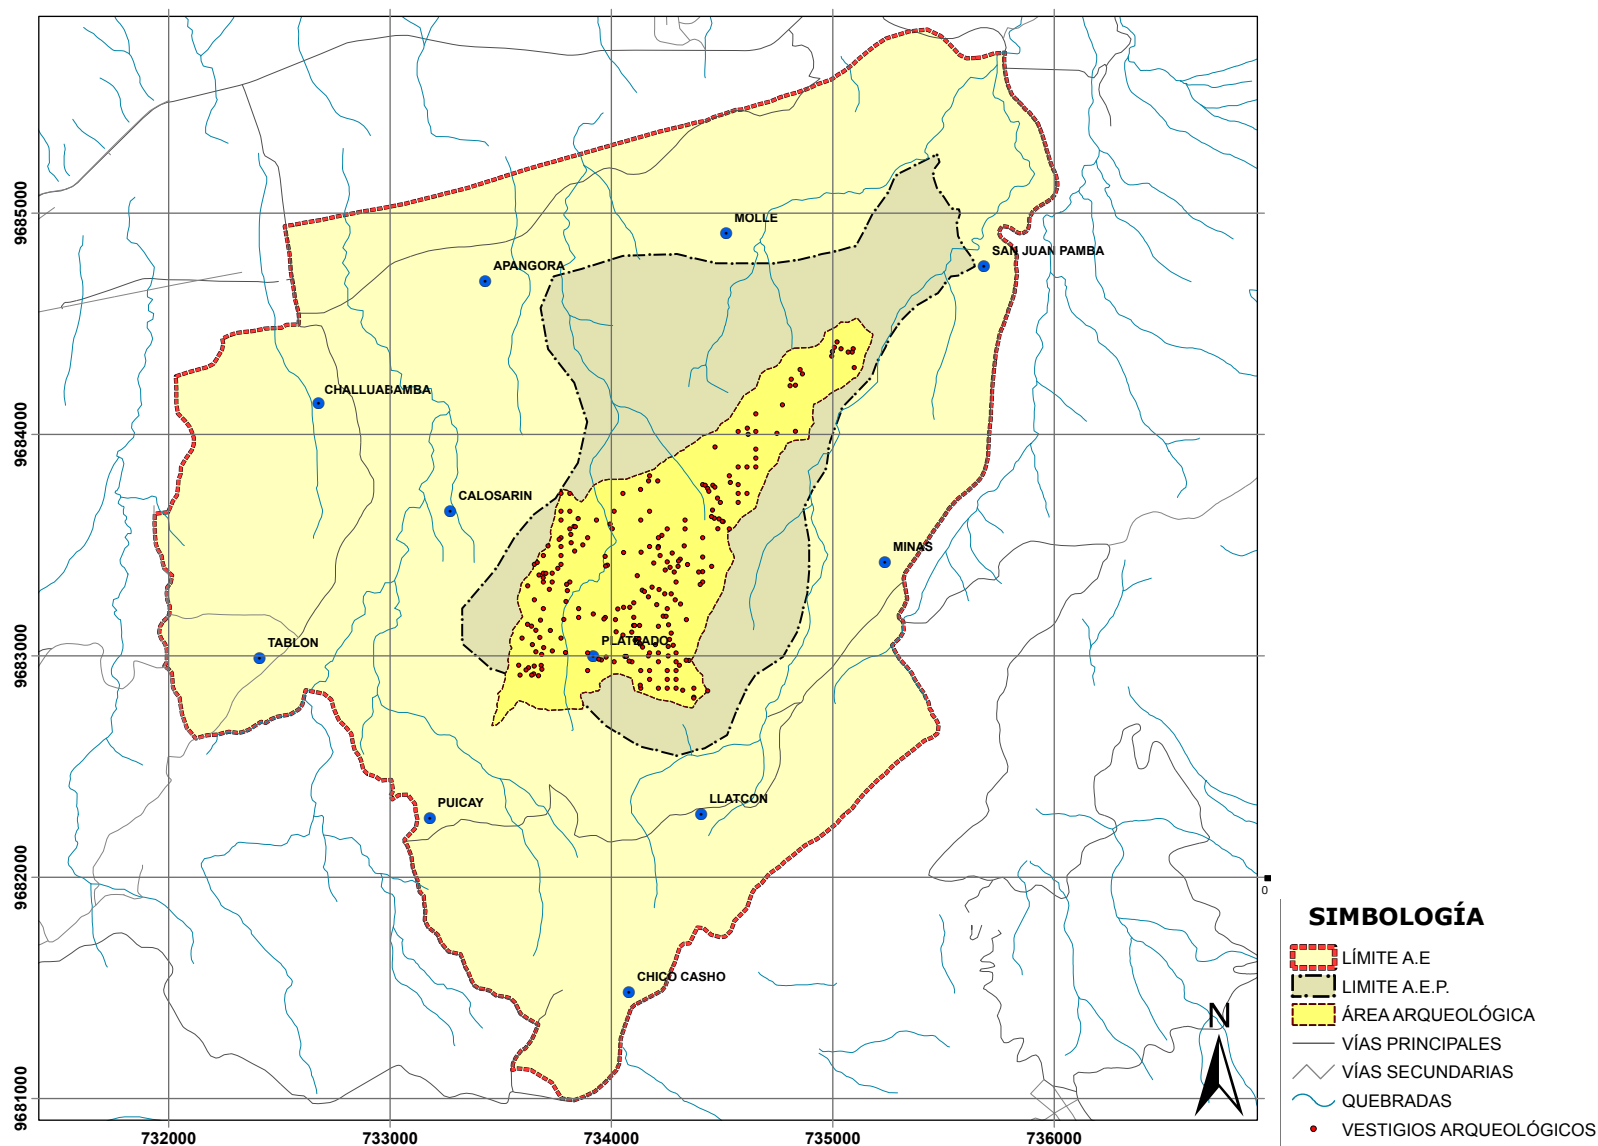 MOLLE
SAN JUAN PAMBA
APANGORA
CHALLUABAMBA
CALOSARIN
MINAS
TABLON
PLATEADO
PUICAY
LLATCON
CHICO CASHO
9685000
9684000
9683000
9682000
9681000
732000
733000
734000
735000
736000
0
SIMBOLOGÍA
LÍMITE A.E
LIMITE A.E.P.
ÁREA ARQUEOLÓGICA
VÍAS PRINCIPALES
VÍAS SECUNDARIAS
QUEBRADAS
VESTIGIOS ARQUEOLÓGICOS
N